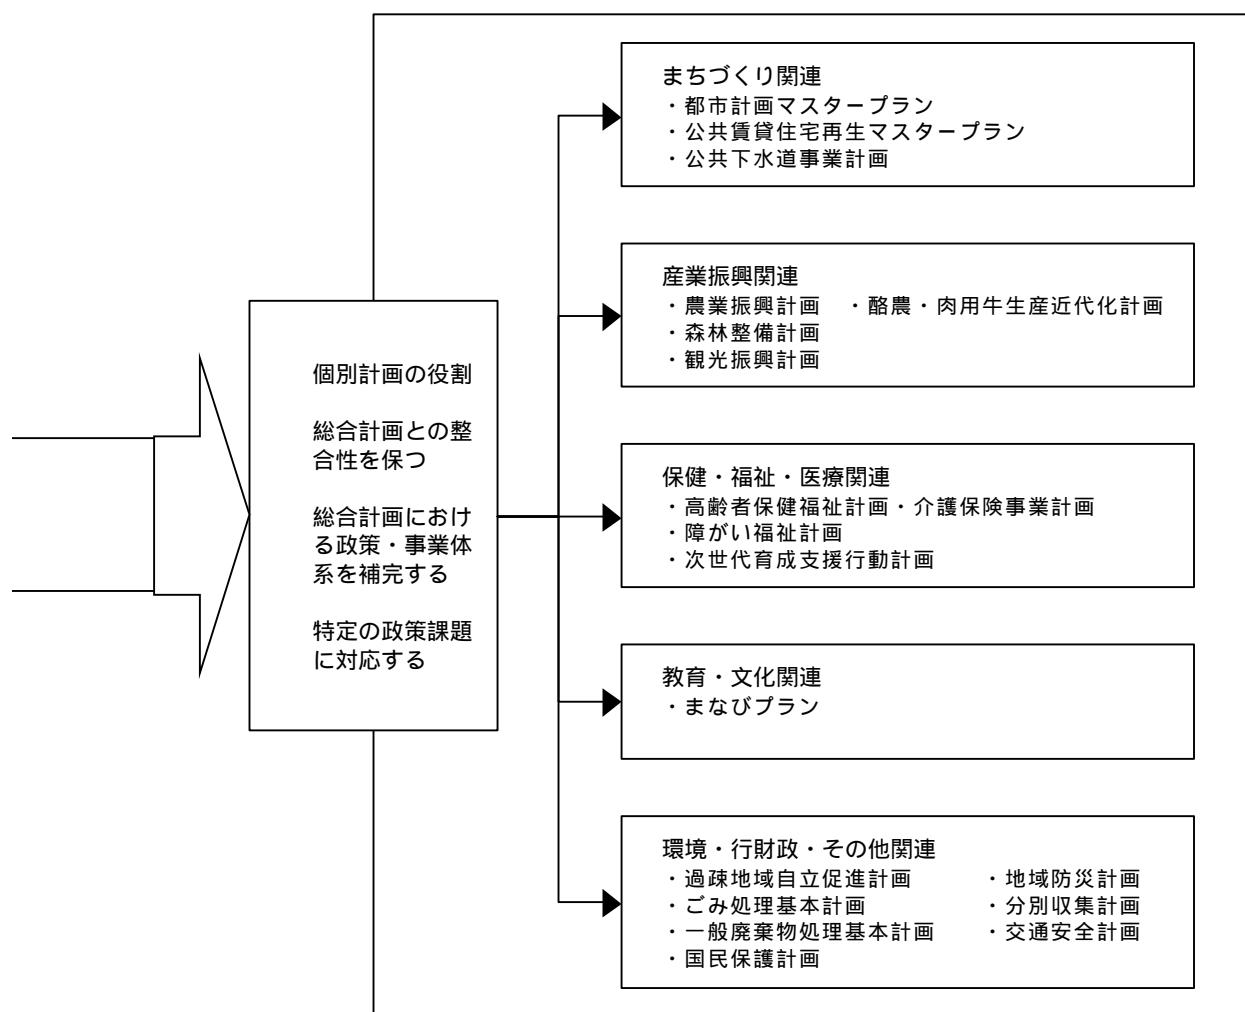 個別計画の役割
総合計画との整
合性を保つ
総合計画におけ
る政策・事業体
系を補完する
特定の政策課題
に対応する
まちづくり関連
・都市計画マスタープラン
・公共賃貸住宅再生マスタープラン
・公共下水道事業計画
産業振興関連
・農業振興計画　・酪農・肉用牛生産近代化計画
・森林整備計画
・観光振興計画
保健・福祉・医療関連
・高齢者保健福祉計画・介護保険事業計画
・障がい福祉計画
・次世代育成支援行動計画
教育・文化関連
・まなびプラン
環境・行財政・その他関連
・過疎地域自立促進計画　・地域防災計画
・ごみ処理基本計画　・分別収集計画
・一般廃棄物処理基本計画　・交通安全計画
・国民保護計画